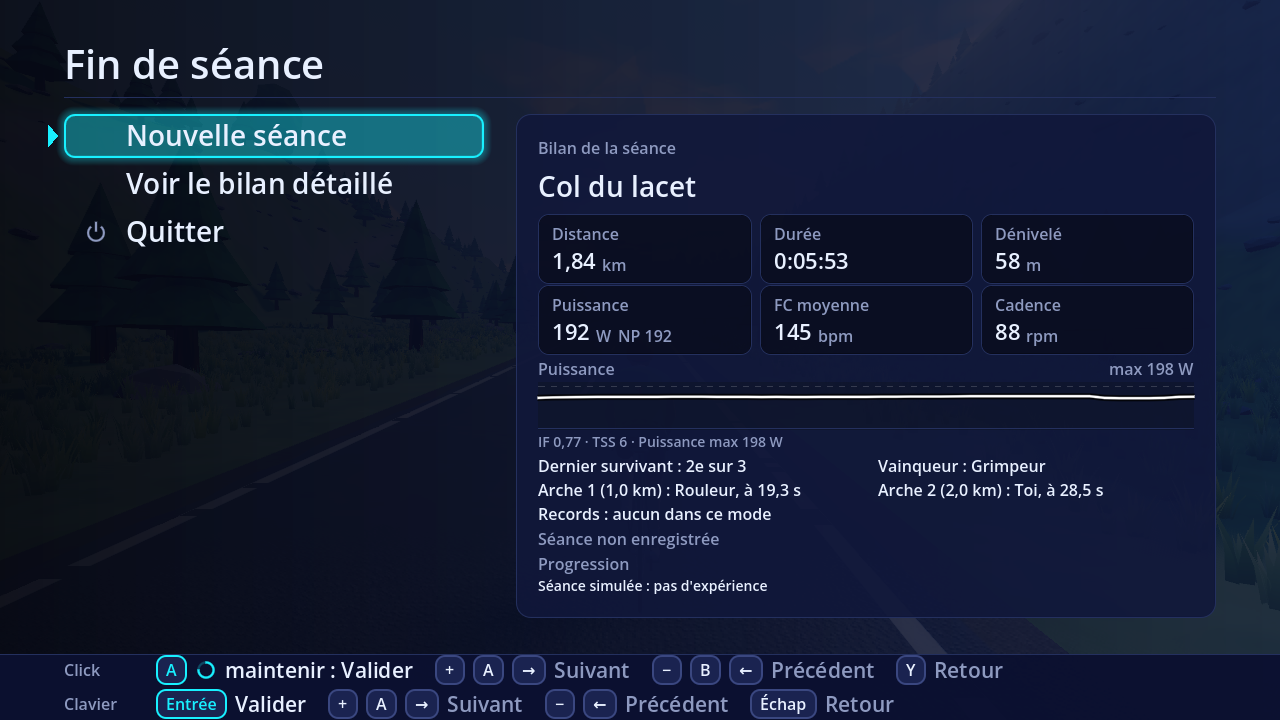 Fin de séance
Nouvelle séance
Voir le bilan détaillé
Quitter
Bilan de la séance
Col du lacet
Distance
1,84 km
Durée
0:05:53
Dénivelé
58 m
Puissance
192 W NP 192
FC moyenne
145 bpm
Cadence
88 rpm
Puissance max 198 W
IF 0,77 · TSS 6 · Puissance max 198 W
Dernier survivant : 2e sur 3 Vainqueur : Grimpeur
Arche 1 (1,0 km) : Rouleur, à 19,3 s Arche 2 (2,0 km) : Toi, à 28,5 s
Records : aucun dans ce mode
Séance non enregistrée
Progression
Séance simulée : pas d'expérience
Click A maintenir : Valider + A → Suivant − B ← Précédent Y Retour
Clavier Entrée Valider + A → Suivant − ← Précédent Échap Retour